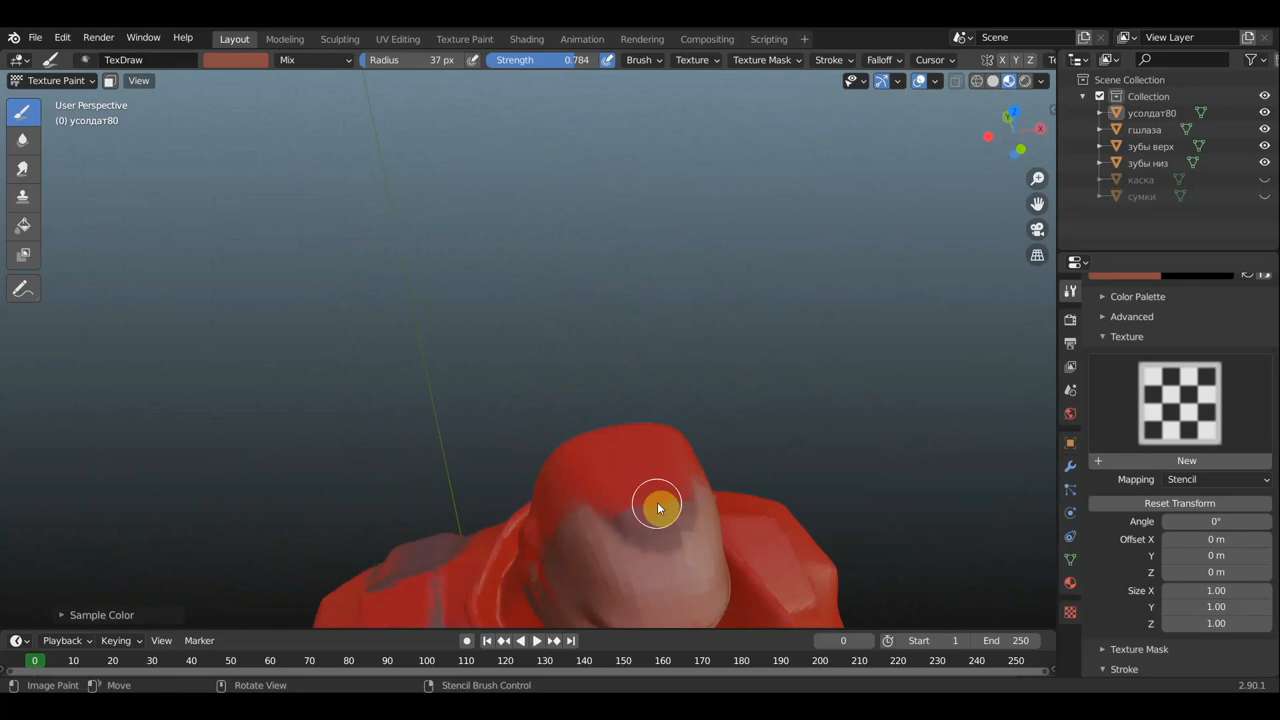 File Edit Render Window Help Layout Modeling Sculpting UV Editing Texture Paint Shading Animation Rendering Compositing Scripting + Scene View Layer
TexDraw Mix Radius 37 px Strength 0.784 Brush Texture Texture Mask Stroke Falloff Cursor X Y Z Te
Texture Paint View
User Perspective
(0) усолдат80
X
Y
Z
Scene Collection
Collection
усолдат80
гшлаза
зубы верх
зубы низ
каска
сумки
Color Palette
Advanced
Texture
+ New
Mapping Stencil
Reset Transform
Angle 0°
Offset X 0 m
Y 0 m
Z 0 m
Size X 1.00
Y 1.00
Z 1.00
Texture Mask
Stroke
Sample Color
Playback Keying View Marker 0 Start 1 End 250
0 10 20 30 40 50 60 70 80 90 100 110 120 130 140 150 160 170 180 190 200 210 220 230 240 250
Image Paint Move Rotate View Stencil Brush Control 2.90.1